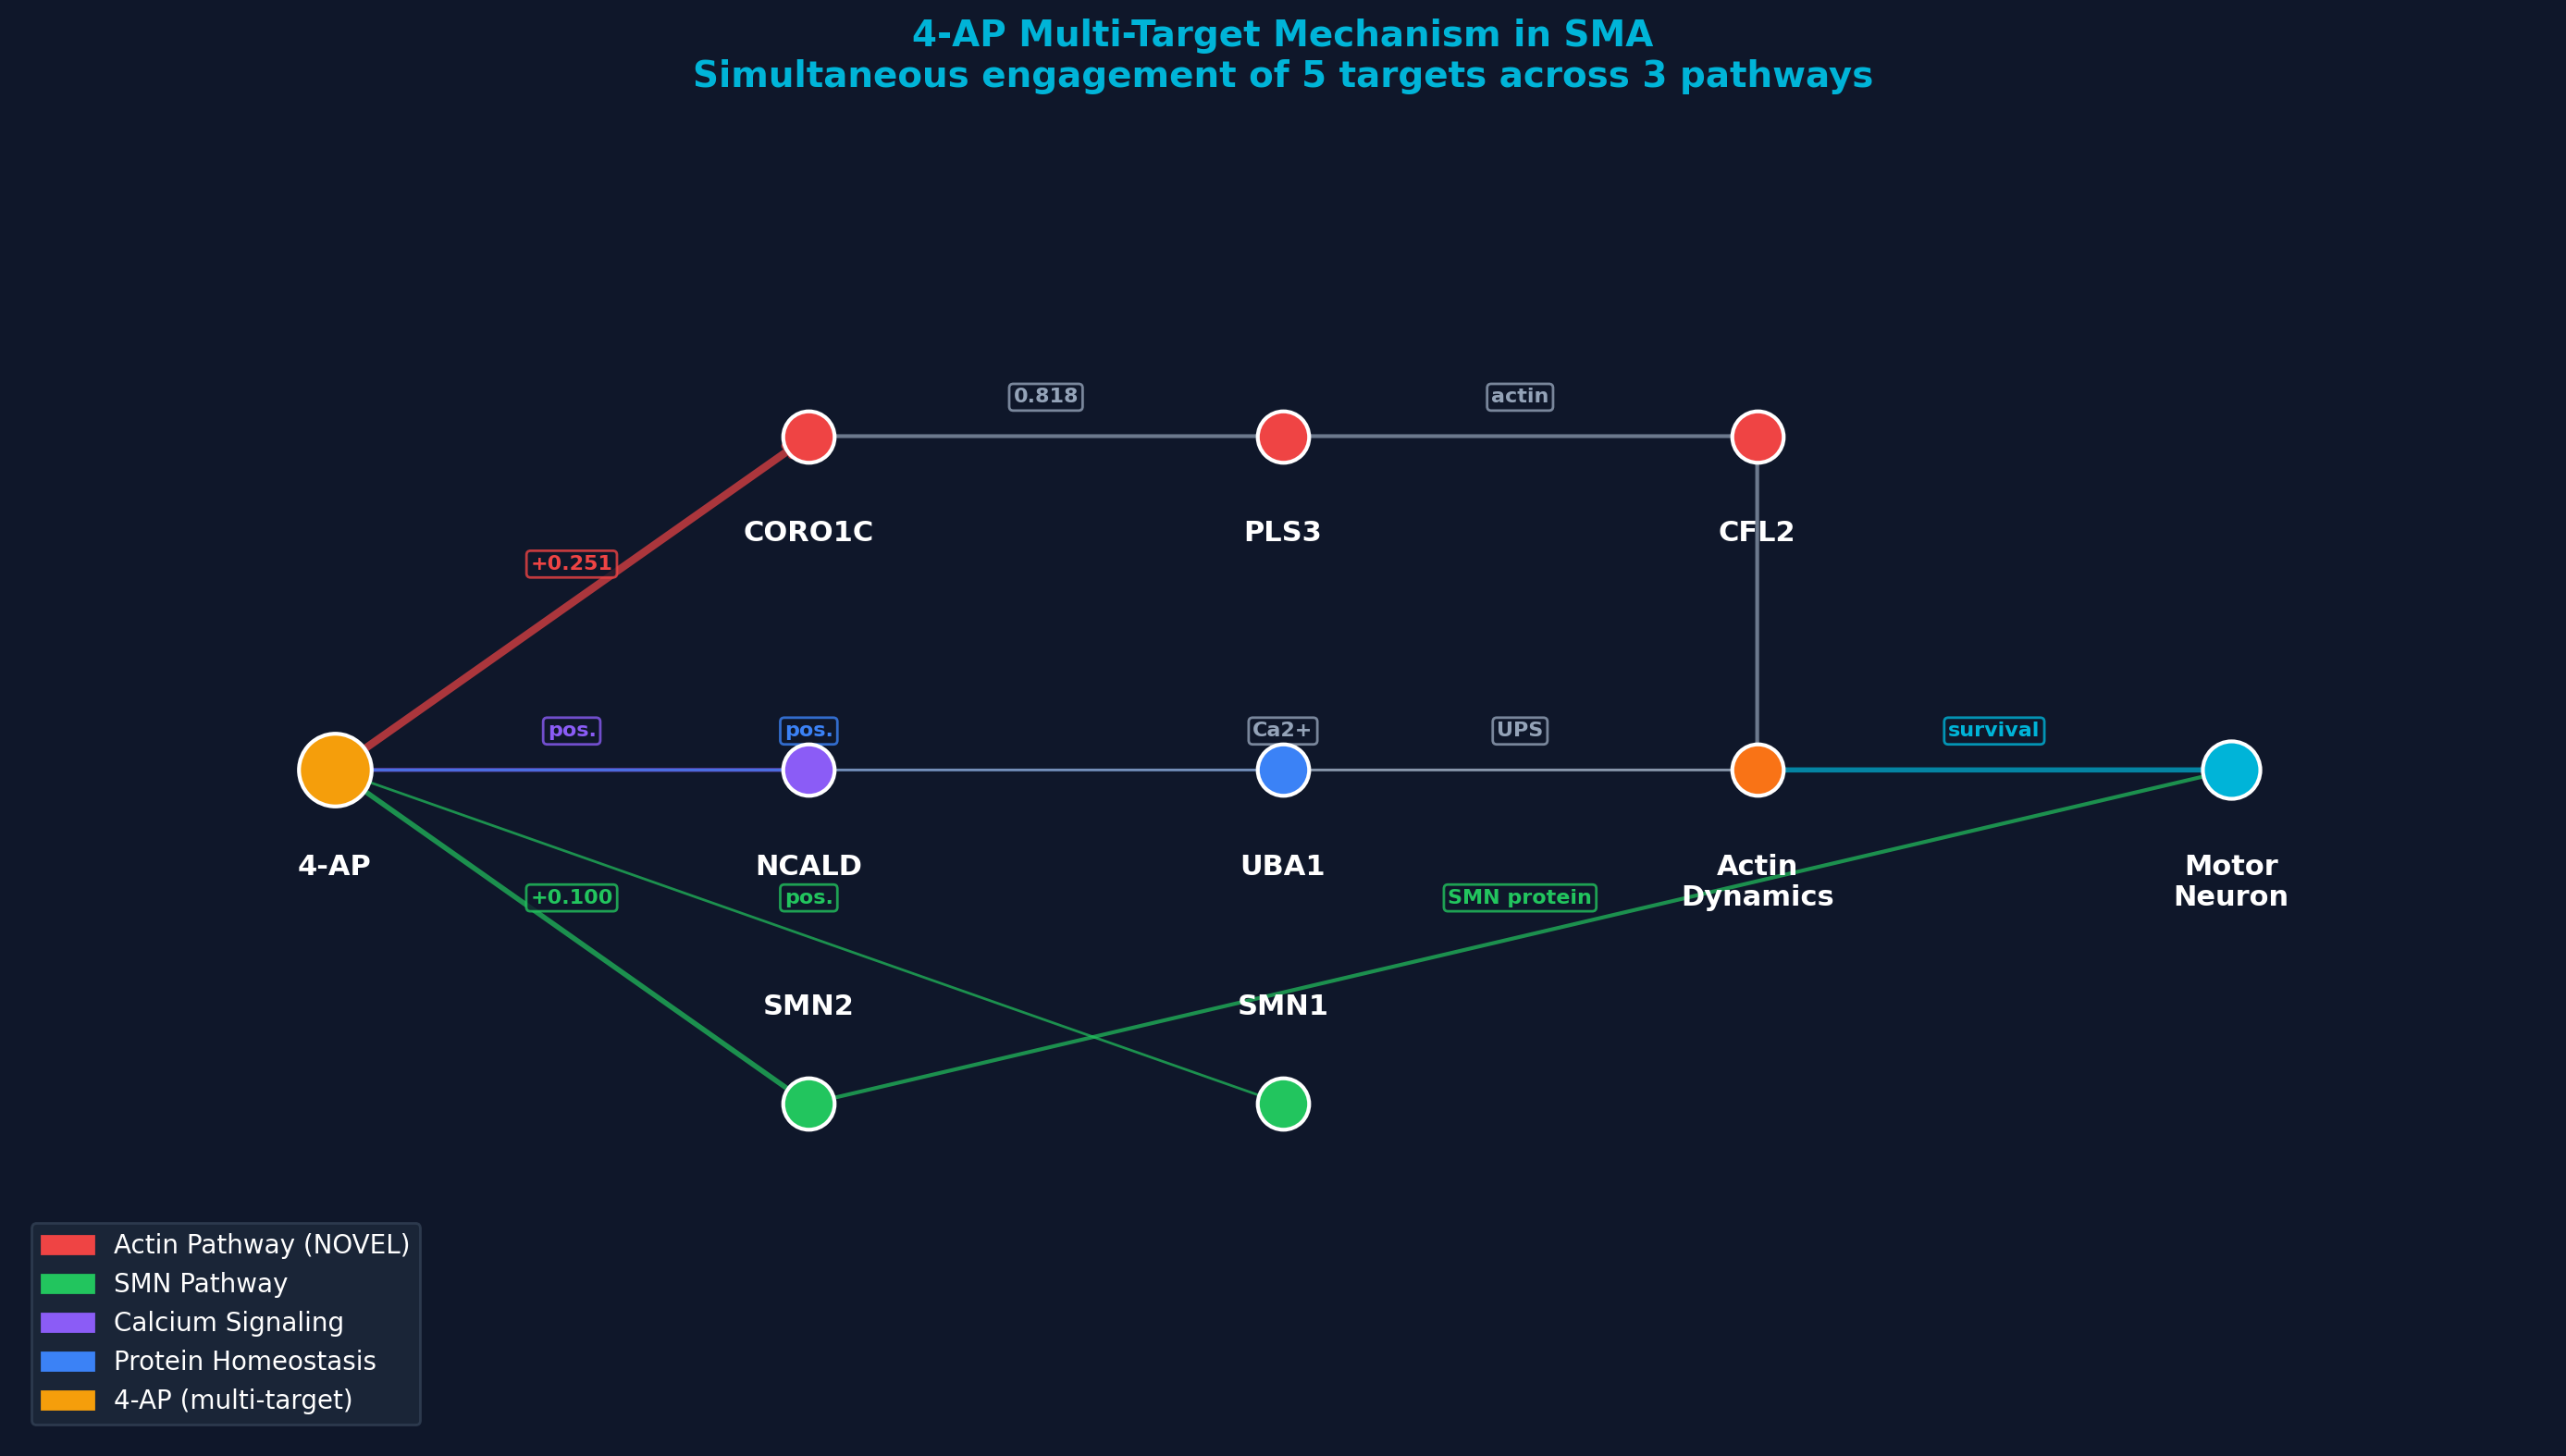 4-AP Multi-Target Mechanism in SMA
Simultaneous engagement of 5 targets across 3 pathways
0.818
actin
CORO1C
PLS3
CFL2
+0.251
pos.
pos.
Ca2+
UPS
survival
4-AP
NCALD
UBA1
Actin
Dynamics
Motor
Neuron
+0.100
pos.
SMN protein
SMN2
SMN1
Actin Pathway (NOVEL)
SMN Pathway
Calcium Signaling
Protein Homeostasis
4-AP (multi-target)